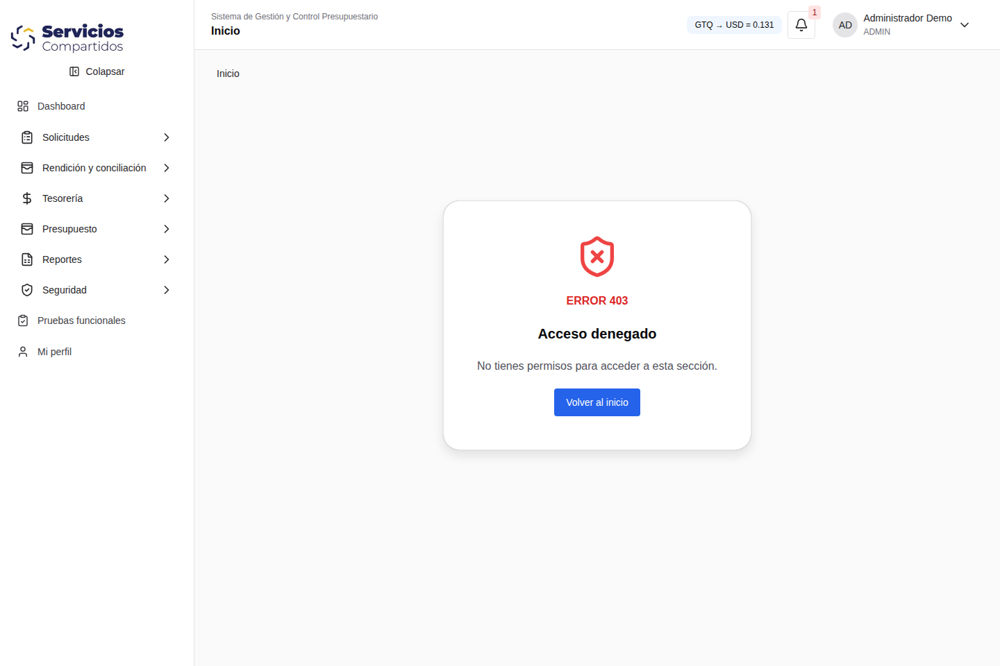 Servicios
Compartidos
Colapsar
Dashboard
Solicitudes
Rendición y conciliación
Tesorería
Presupuesto
Reportes
Seguridad
Pruebas funcionales
Mi perfil
Sistema de Gestión y Control Presupuestario
Inicio
GTQ → USD = 0.131
1
AD
Administrador Demo
ADMIN
Inicio
ERROR 403
Acceso denegado
No tienes permisos para acceder a esta sección.
Volver al inicio